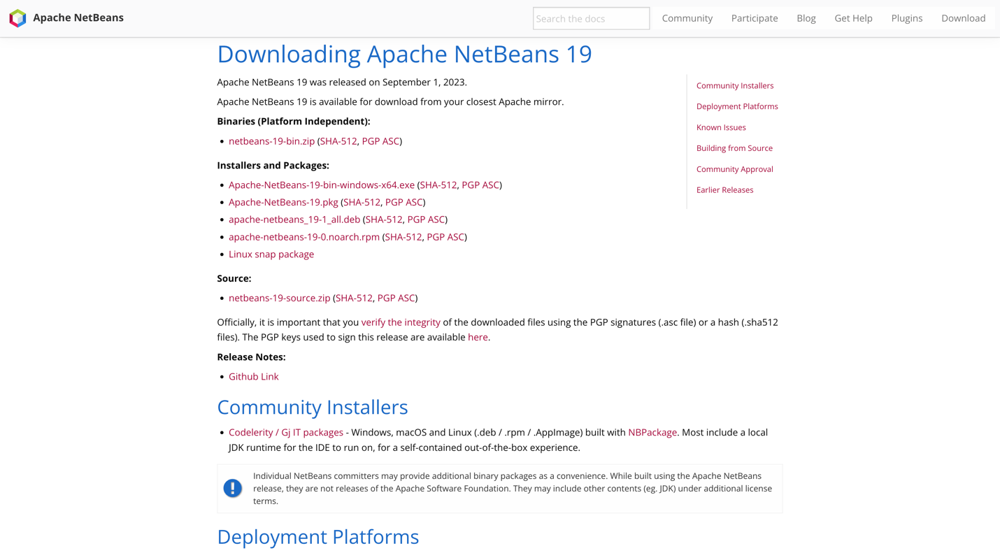 Apache NetBeans
Search the docs
Community
Participate
Blog
Get Help
Plugins
Download
Downloading Apache NetBeans 19
Apache NetBeans 19 was released on September 1, 2023.
Apache NetBeans 19 is available for download from your closest Apache mirror.
Binaries (Platform Independent):
netbeans-19-bin.zip (SHA-512, PGP ASC)
Installers and Packages:
Apache-NetBeans-19-bin-windows-x64.exe (SHA-512, PGP ASC)
Apache-NetBeans-19.pkg (SHA-512, PGP ASC)
apache-netbeans_19-1_all.deb (SHA-512, PGP ASC)
apache-netbeans-19-0.noarch.rpm (SHA-512, PGP ASC)
Linux snap package
Source:
netbeans-19-source.zip (SHA-512, PGP ASC)
Officially, it is important that you verify the integrity of the downloaded files using the PGP signatures (.asc file) or a hash (.sha512
files). The PGP keys used to sign this release are available here.
Release Notes:
Github Link
Community Installers
Deployment Platforms
Known Issues
Building from Source
Community Approval
Earlier Releases
Community Installers
Codelerity / Gj IT packages - Windows, macOS and Linux (.deb / .rpm / .AppImage) built with NBPackage. Most include a local
JDK runtime for the IDE to run on, for a self-contained out-of-the-box experience.
Individual NetBeans committers may provide additional binary packages as a convenience. While built using the Apache NetBeans
release, they are not releases of the Apache Software Foundation. They may include other contents (eg. JDK) under additional license
terms.
Deployment Platforms